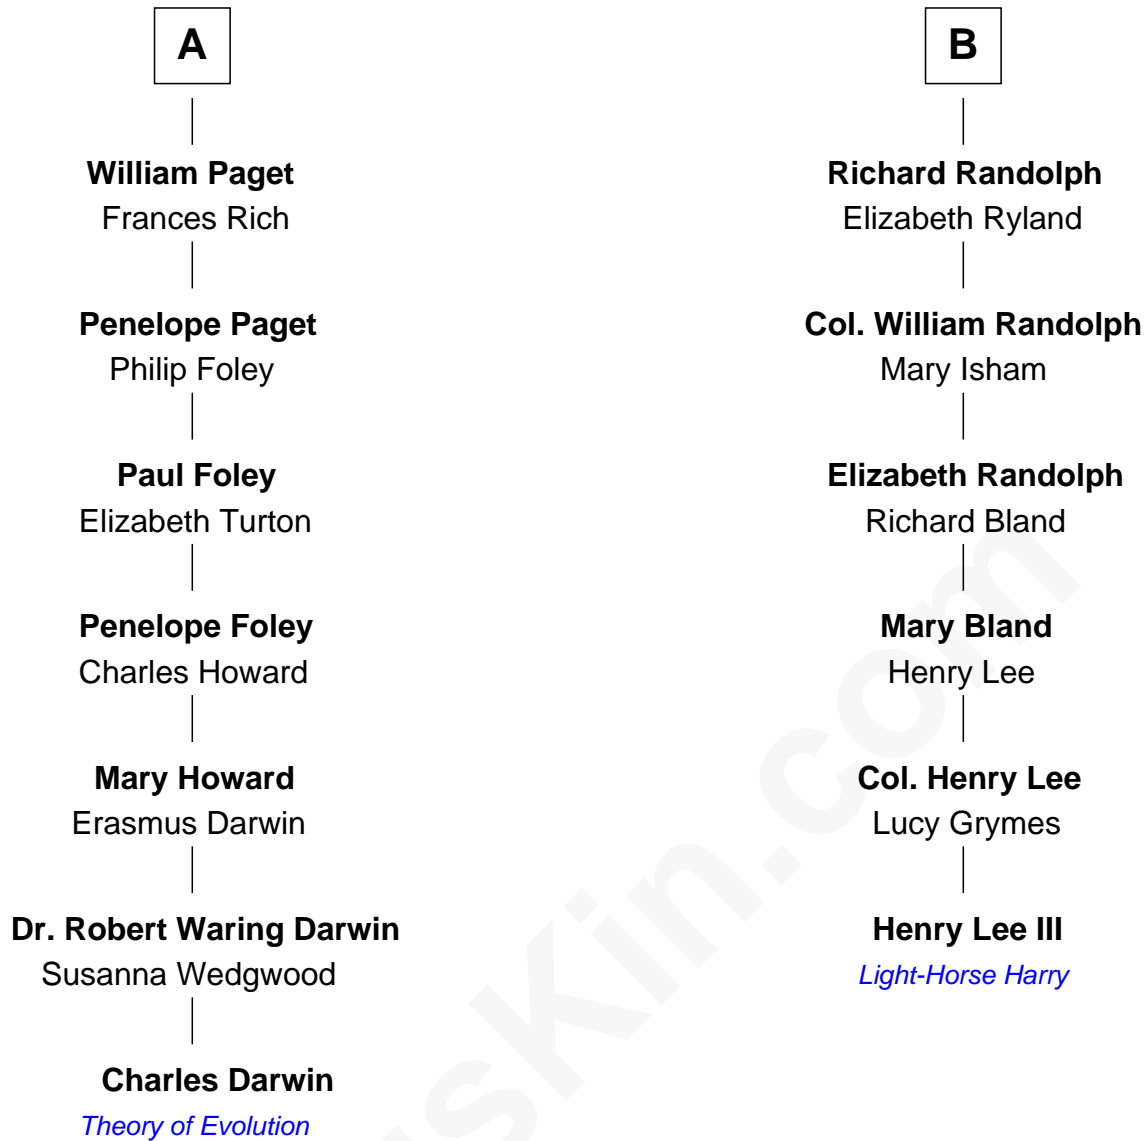 A
William Paget
Frances Rich
Penelope Paget
Philip Foley
Paul Foley
Elizabeth Turton
Penelope Foley
Charles Howard
Mary Howard
Erasmus Darwin
Dr. Robert Waring Darwin
Susanna Wedgwood
Charles Darwin
Theory of Evolution
B
Richard Randolph
Elizabeth Ryland
Col. William Randolph
Mary Isham
Elizabeth Randolph
Richard Bland
Mary Bland
Henry Lee
Col. Henry Lee
Lucy Grymes
Henry Lee III
Light-Horse Harry